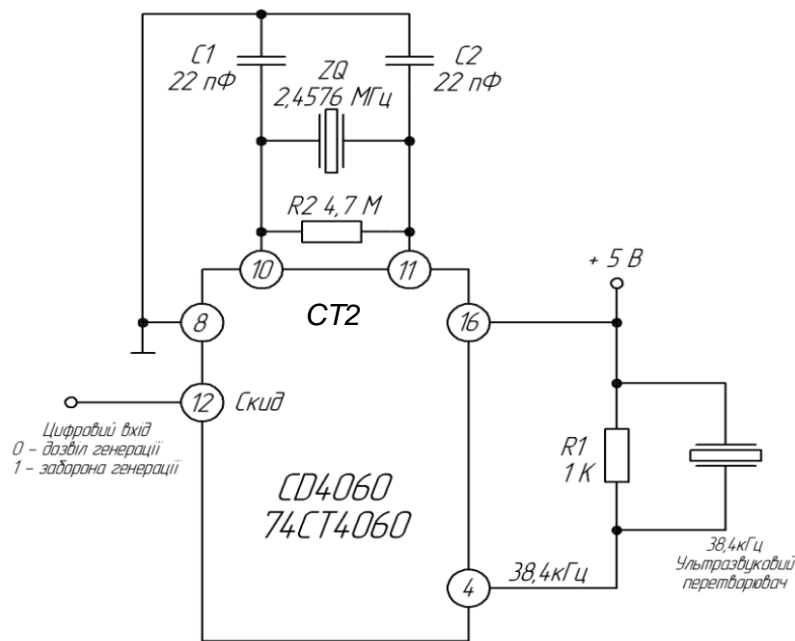 C1
22 пФ
ZQ
2,4576 МГц
C2
22 пФ
R2 4,7 М
10
11
+ 5 В
8
CT2
16
12
Скид
Цифровий вхід
0 – дозвіл генерації
1 – заборона генерації
R1
1 К
CD4060
74CT4060
38,4кГц
Ультразвуковий
перетворювач
4
38,4кГц